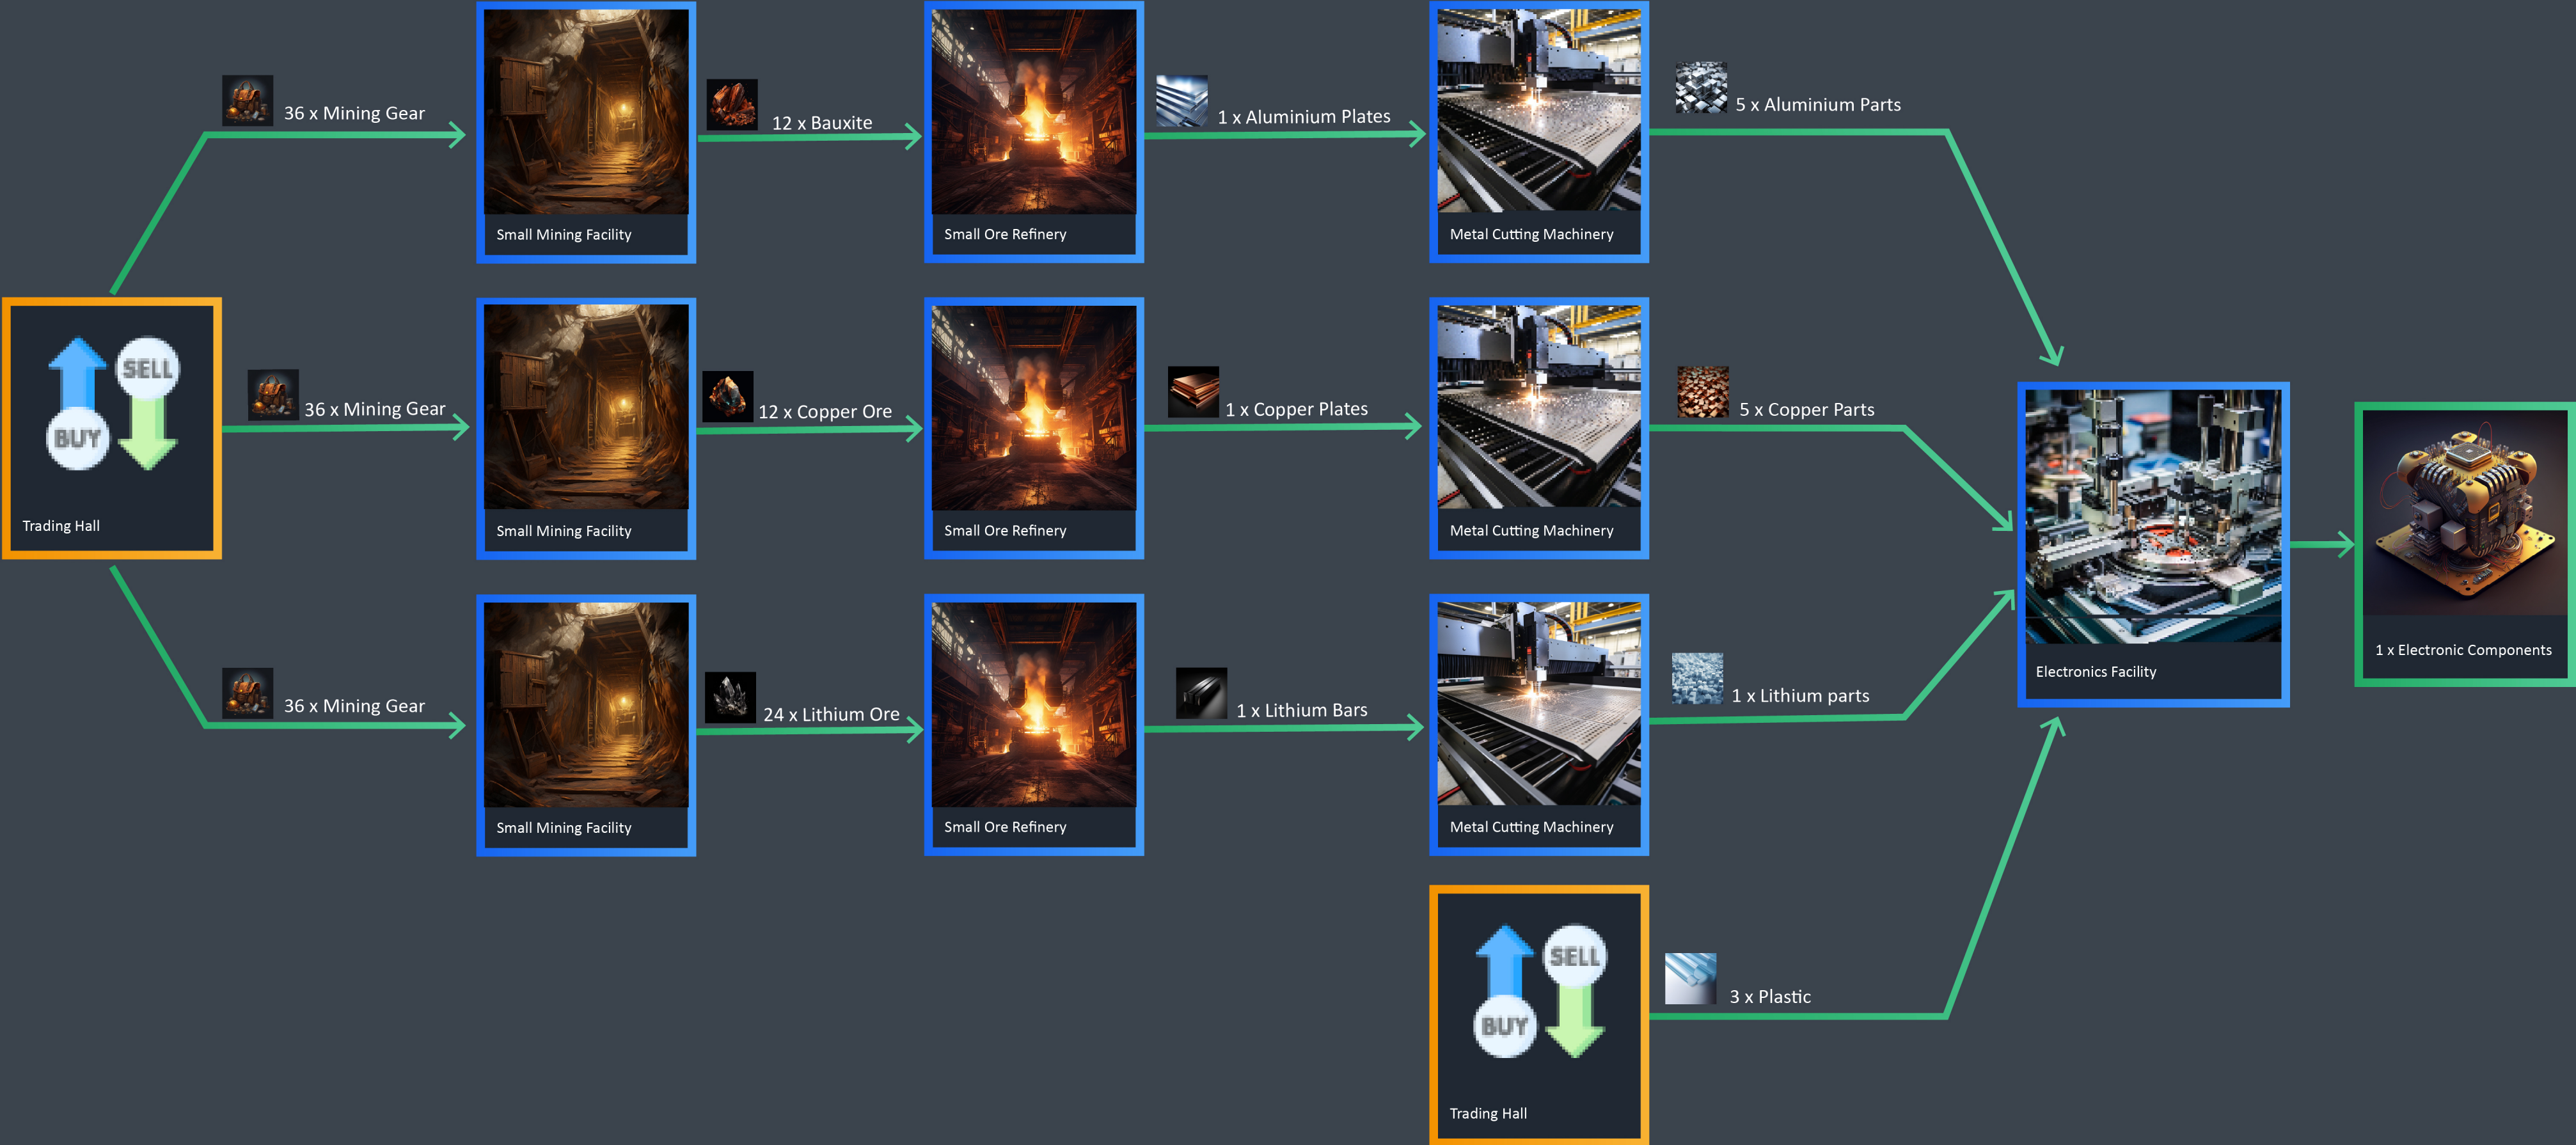 36 x Mining Gear
Small Mining Facility
12 x Bauxite
Small Ore Refinery
1 x Aluminium Plates
Metal Cutting Machinery
5 x Aluminium Parts
SELL
BUY
Trading Hall
36 x Mining Gear
Small Mining Facility
12 x Copper Ore
Small Ore Refinery
1 x Copper Plates
Metal Cutting Machinery
5 x Copper Parts
36 x Mining Gear
Small Mining Facility
24 x Lithium Ore
Small Ore Refinery
1 x Lithium Bars
Metal Cutting Machinery
1 x Lithium parts
Electronics Facility
1 x Electronic Components
SELL
BUY
Trading Hall
3 x Plastic